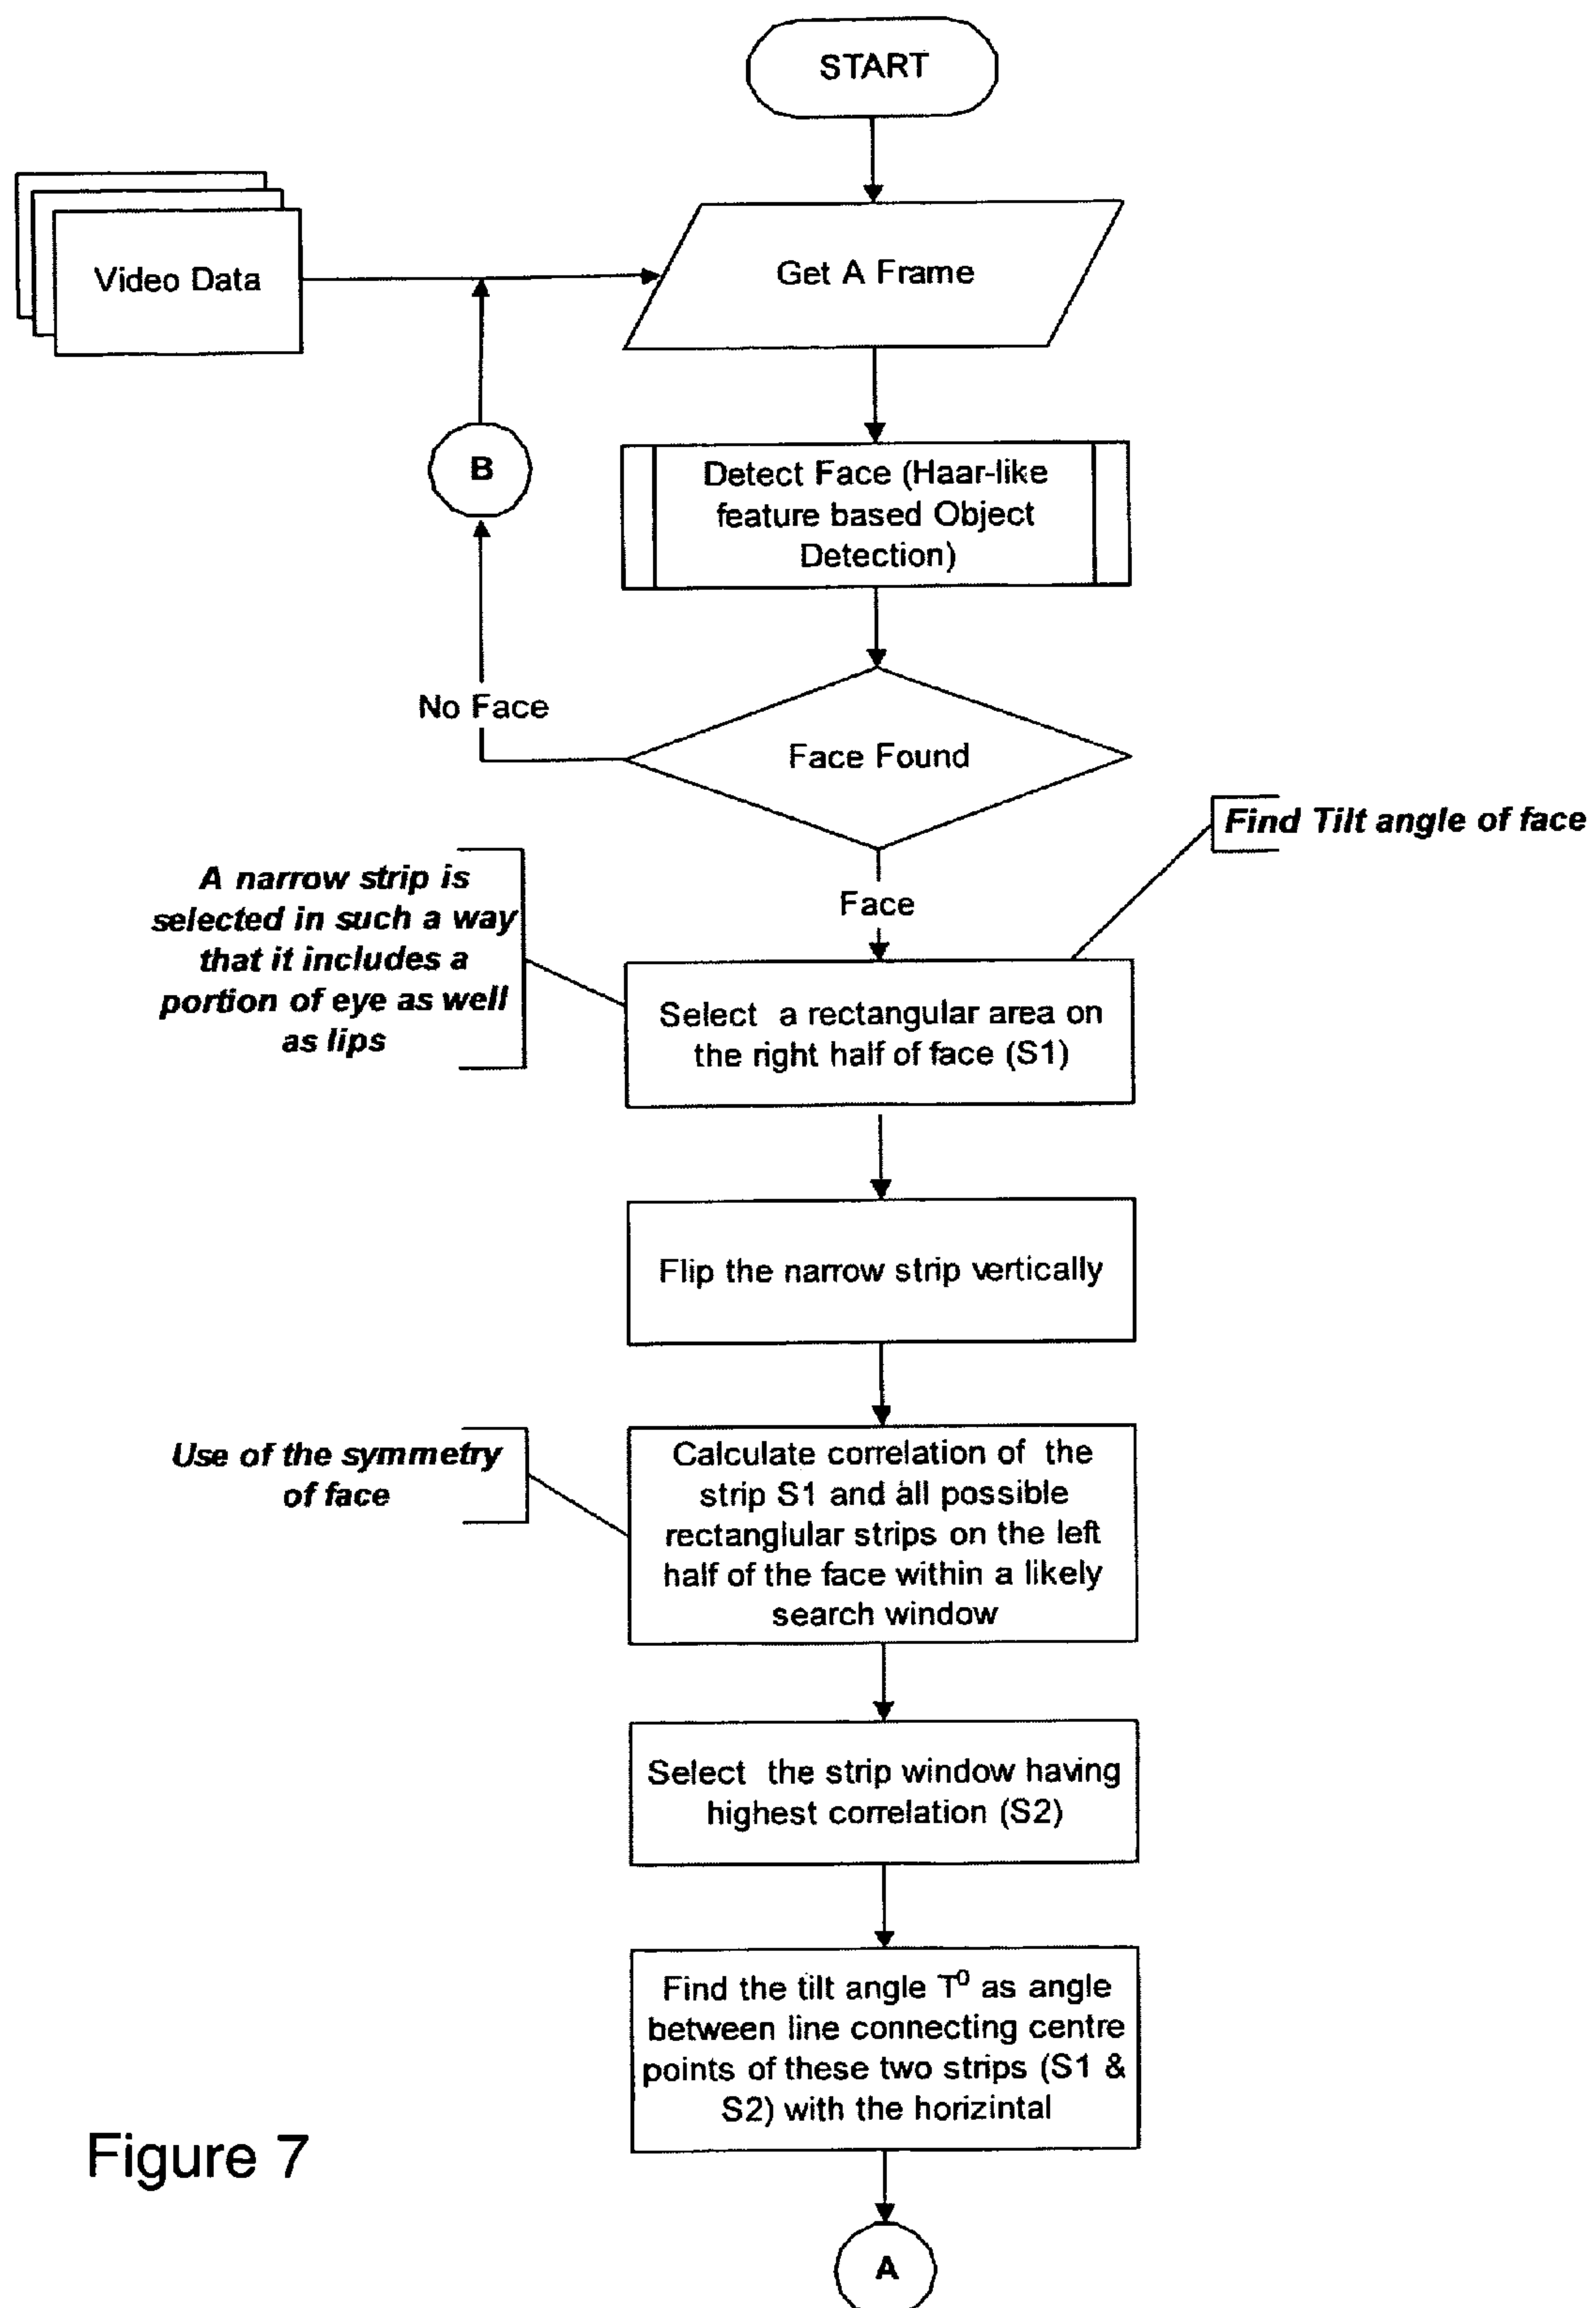 START
Video Data
Get A Frame
B
Detect Face (Haar-like
feature based Object
Detection)
No Face
Face Found
Find Tilt angle of face
A narrow strip is
selected in such a way
that it includes a
portion of eye as well
as lips
Face
Select a rectangular area on
the right half of face (S1)
Flip the narrow strip vertically
Use of the symmetry
of face
Calculate correlation of the
strip S1 and all possible
rectanglular strips on the left
half of the face within a likely
search window
Select the strip window having
highest correlation (S2)
Find the tilt angle T⁰ as angle
between line connecting centre
points of these two strips (S1 &
S2) with the horizintal
Figure 7
A